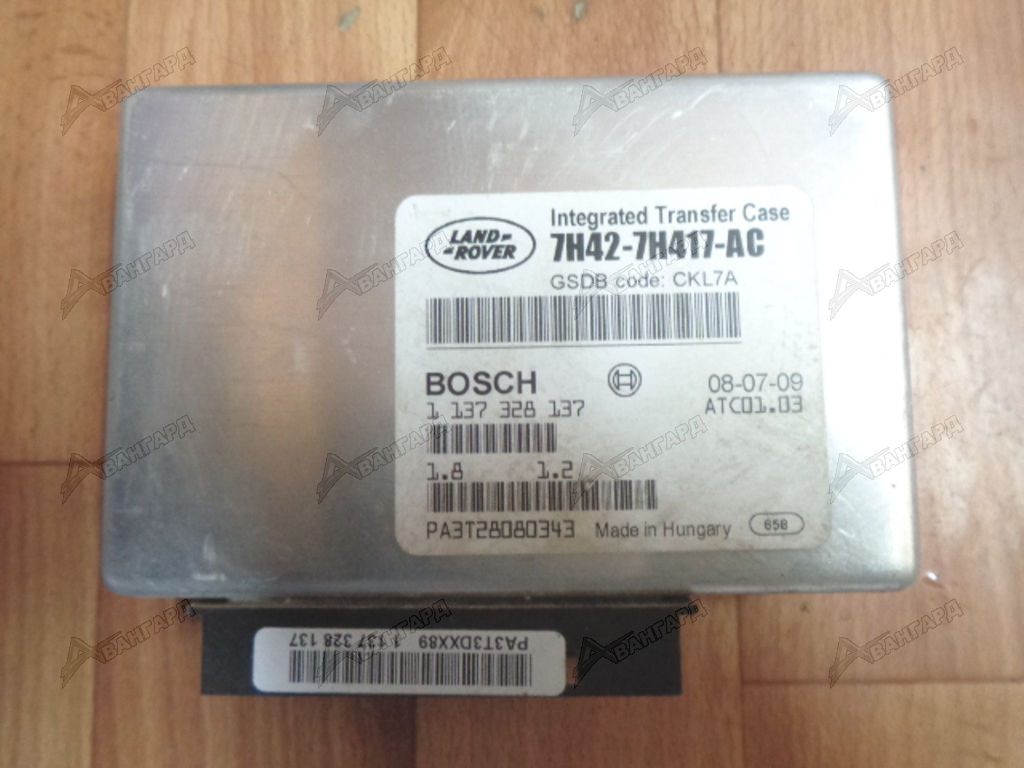 LAND-
-ROVER
Integrated Transfer Case
7H42-7H417-AC
GSDB code: CKL7A
BOSCH
08-07-09
1 137 328 137
ATC01.03
1.8 1.2
PA3T28080343
Made in Hungary
658
PA3T3DXX89 1 137 328 137
АВАНГАРД